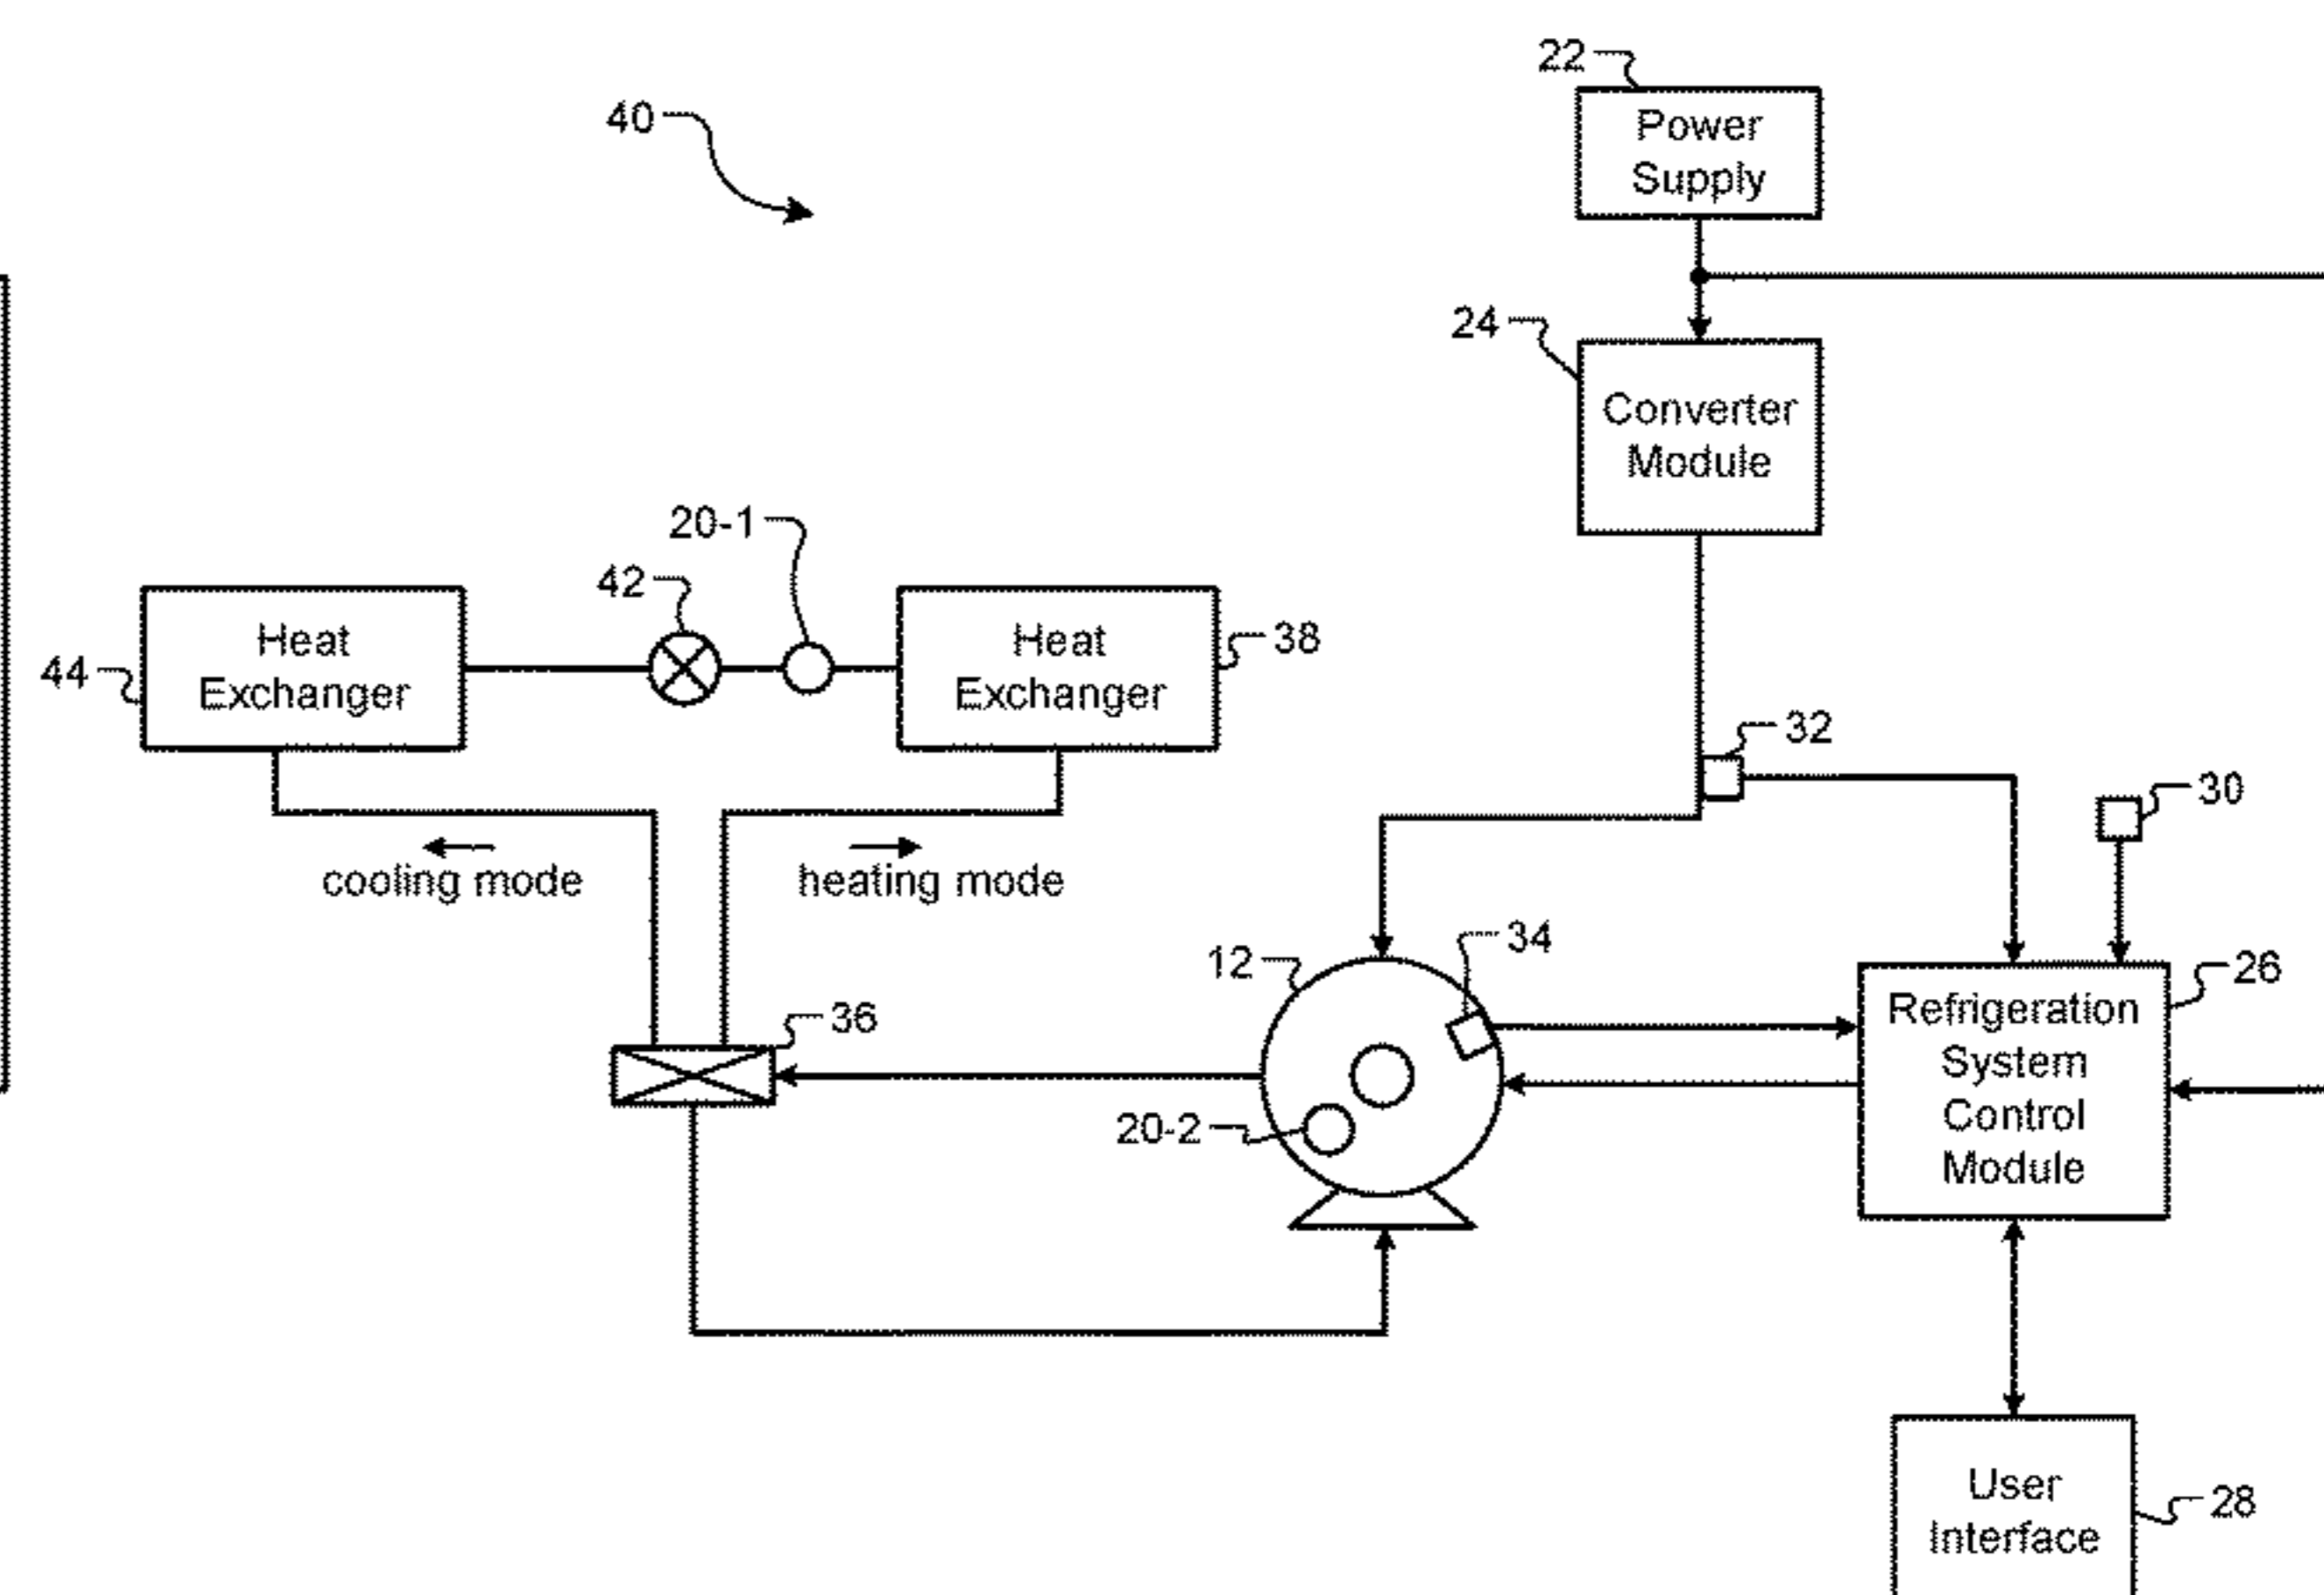 22
Power
Supply
40
24
Converter
Module
20-1
42
Heat
Exchanger
44
Heat
Exchanger
38
32
30
cooling mode
heating mode
34
12
26
Refrigeration
System
Control
Module
36
20-2
User
Interface
28